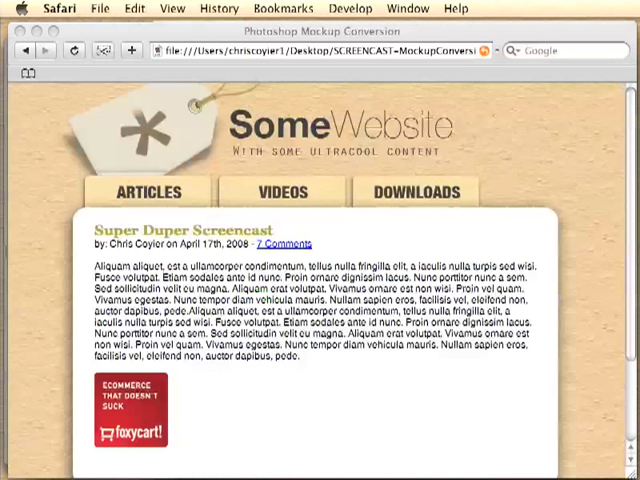 Safari File Edit View History Bookmarks Develop Window Help
Photoshop Mockup Conversion
file:///Users/chriscoyier1/Desktop/SCREENCAST=MockupConversi
Google
SomeWebsite
WITH SOME ULTRACOOL CONTENT
ARTICLES VIDEOS DOWNLOADS
Super Duper Screencast
by: Chris Coyier on April 17th, 2008 - 7 Comments
Aliquam aliquet, est a ullamcorper condimentum, tellus nulla fringilla elit, a iaculis nulla turpis sed wisi.
Fusce volutpat. Etiam sodales ante id nunc. Proin ornare dignissim lacus. Nunc porttitor nunc a sem.
Sed sollicitudin velit eu magna. Aliquam erat volutpat. Vivamus ornare est non wisi. Proin vel quam.
Vivamus egestas. Nunc tempor diam vehicula mauris. Nullam sapien eros, facilisis vel, eleifend non,
auctor dapibus, pede.Aliquam aliquet, est a ullamcorper condimentum, tellus nulla fringilla elit, a
iaculis nulla turpis sed wisi. Fusce volutpat. Etiam sodales ante id nunc. Proin ornare dignissim lacus.
Nunc porttitor nunc a sem. Sed sollicitudin velit eu magna. Aliquam erat volutpat. Vivamus ornare est
non wisi. Proin vel quam. Vivamus egestas. Nunc tempor diam vehicula mauris. Nullam sapien eros,
facilisis vel, eleifend non, auctor dapibus, pede.
ECOMMERCE
THAT DOESN'T
SUCK
foxycart!